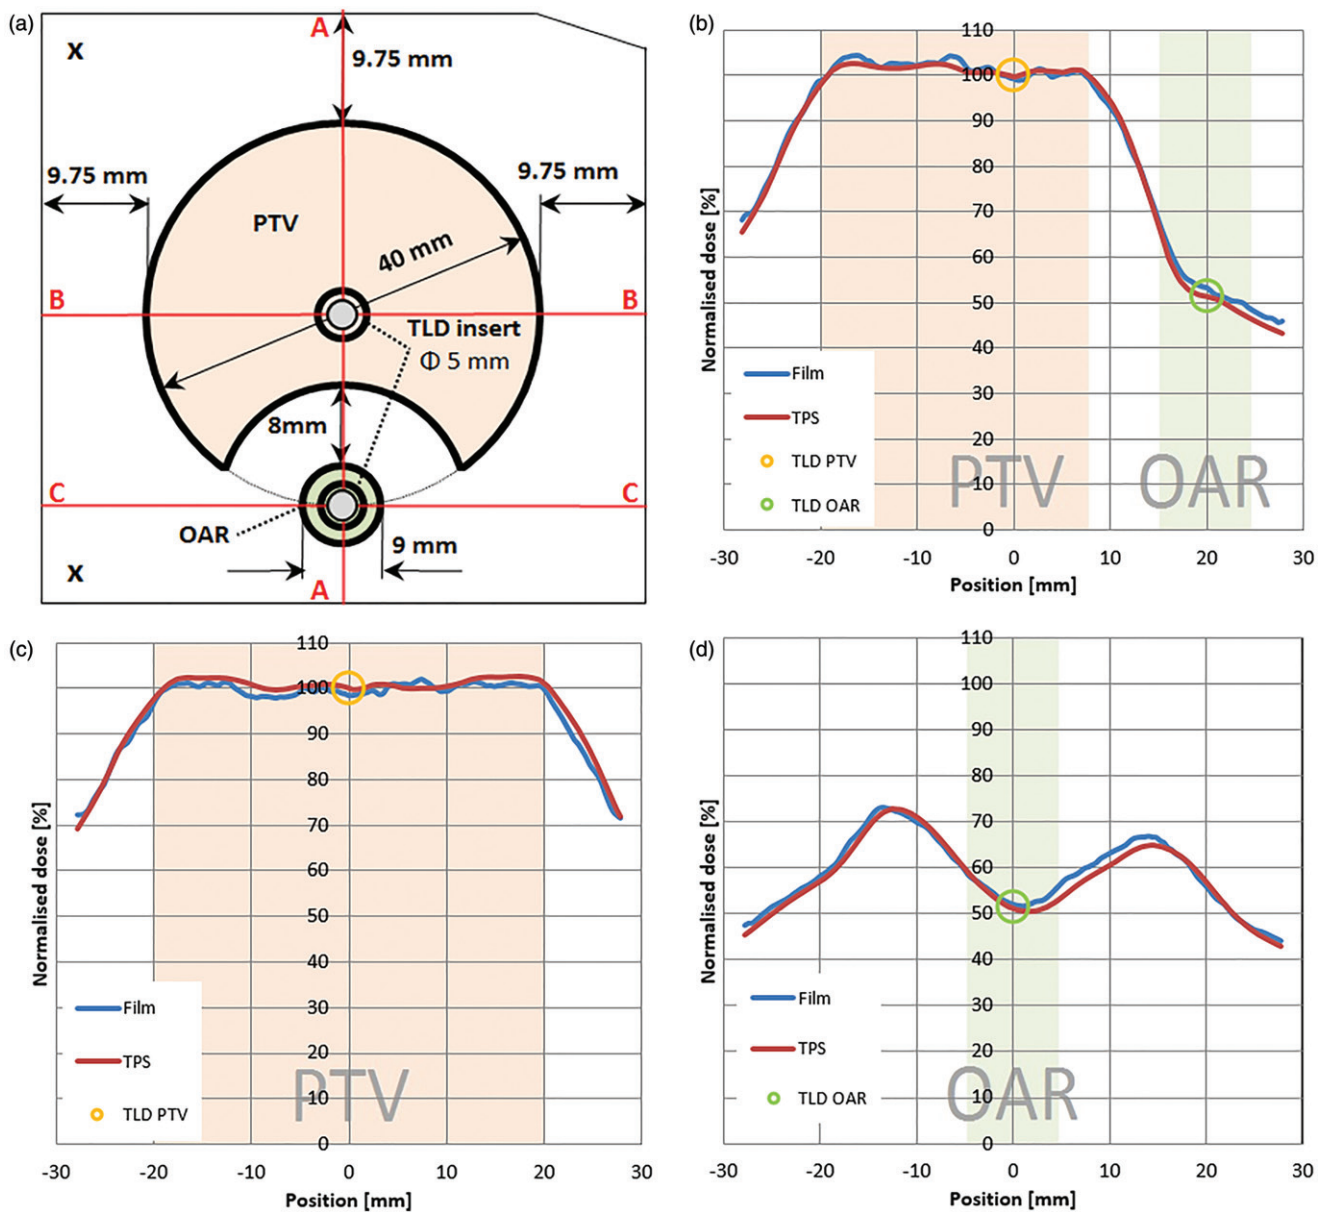 (a)
x
A
9.75 mm
9.75 mm
9.75 mm
PTV
40 mm
B
B
TLD insert
Φ 5 mm
8mm
C
C
OAR
9 mm
x
A
(b)
Normalised dose [%]
110
100
90
80
70
60
50
40
30
20
10
0
Film
TPS
TLD PTV
TLD OAR
PTV
OAR
-30
-20
-10
0
10
20
30
Position [mm]
(c)
Normalised dose [%]
110
100
90
80
70
60
50
40
30
20
10
0
Film
TPS
TLD PTV
PTV
-30
-20
-10
0
10
20
30
Position [mm]
(d)
Normalised dose [%]
110
100
90
80
70
60
50
40
30
20
10
0
Film
TPS
TLD OAR
OAR
-30
-20
-10
0
10
20
30
Position [mm]